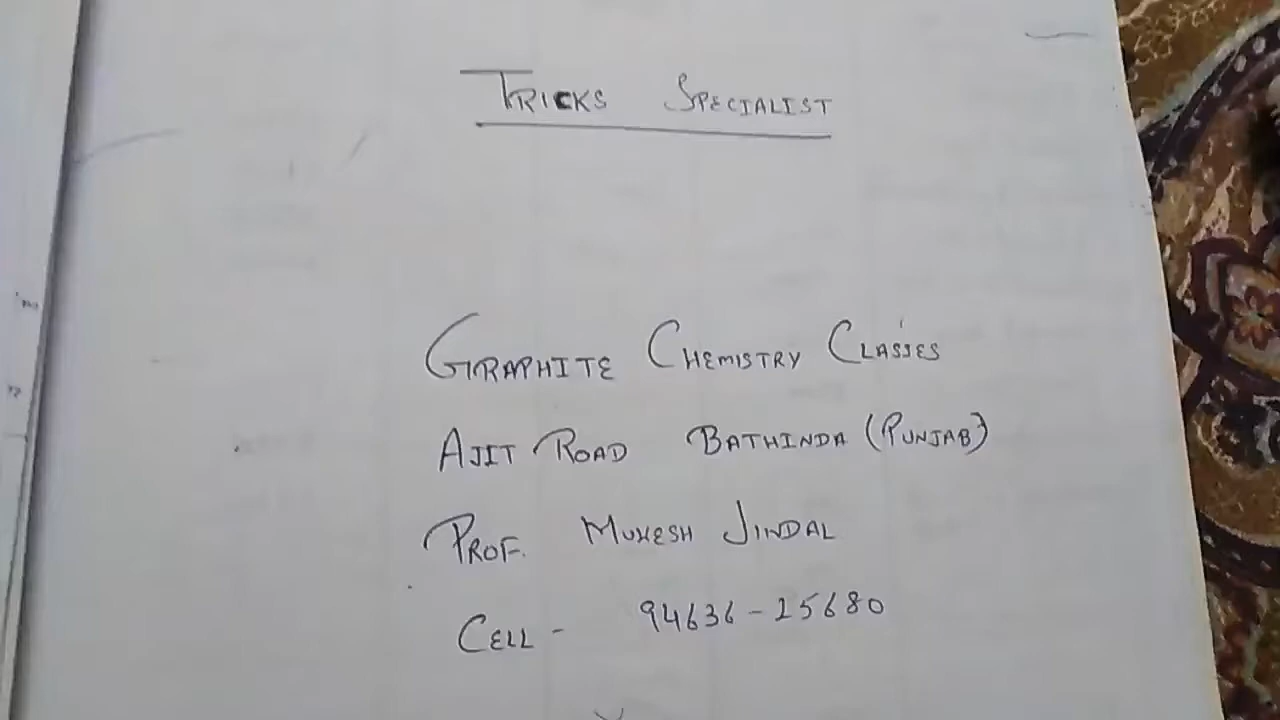 TRICKS SPECIALIST
GRAPHITE CHEMISTRY CLASSES
AJIT ROAD BATHINDA (PUNJAB)
PROF. MUKESH JINDAL
CELL - 94636-25680